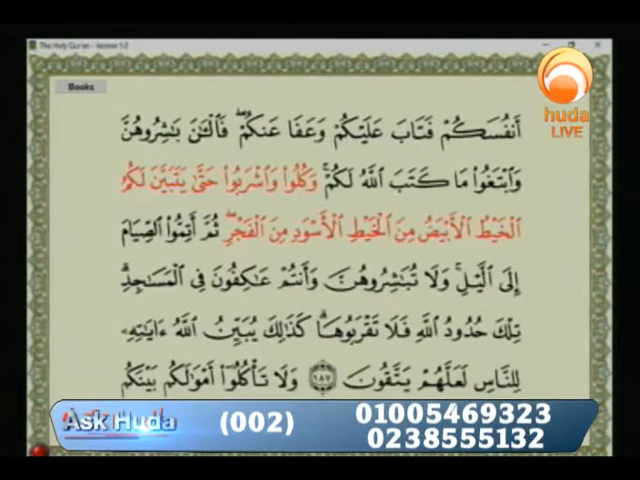 The Holy Qur'an - Version 5.0
Books
huda
LIVE
أَنفُسَكُمْ فَتَابَ عَلَيْكُمْ وَعَفَا عَنكُمْ ۖ فَٱلْـَٰٔنَ بَـٰشِرُوهُنَّ
وَٱبْتَغُوا۟ مَا كَتَبَ ٱللَّهُ لَكُمْ ۚ وَكُلُوا۟ وَٱشْرَبُوا۟ حَتَّىٰ يَتَبَيَّنَ لَكُمُ
ٱلْخَيْطُ ٱلْأَبْيَضُ مِنَ ٱلْخَيْطِ ٱلْأَسْوَدِ مِنَ ٱلْفَجْرِ ۖ ثُمَّ أَتِمُّوا۟ ٱلصِّيَامَ
إِلَى ٱلَّيْلِ ۚ وَلَا تُبَـٰشِرُوهُنَّ وَأَنتُمْ عَـٰكِفُونَ فِى ٱلْمَسَـٰجِدِ ۗ
تِلْكَ حُدُودُ ٱللَّهِ فَلَا تَقْرَبُوهَا ۗ كَذَٰلِكَ يُبَيِّنُ ٱللَّهُ ءَايَـٰتِهِۦ
لِلنَّاسِ لَعَلَّهُمْ يَتَّقُونَ ١٨٧ وَلَا تَأْكُلُوٓا۟ أَمْوَٰلَكُم بَيْنَكُم
Ask Huda (002) 01005469323
0238555132